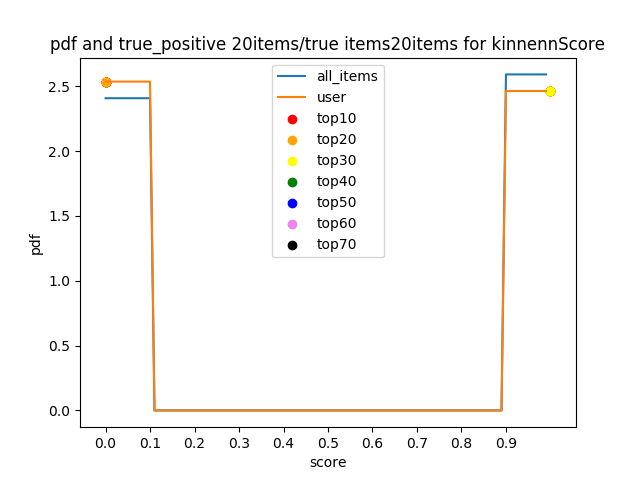 pdf and true_positive 20items/true items20items for kinnennScore
all_items
user
top10
top20
top30
top40
top50
top60
top70
pdf
2.5
2.0
1.5
1.0
0.5
0.0
0.0 0.1 0.2 0.3 0.4 0.5 0.6 0.7 0.8 0.9
score